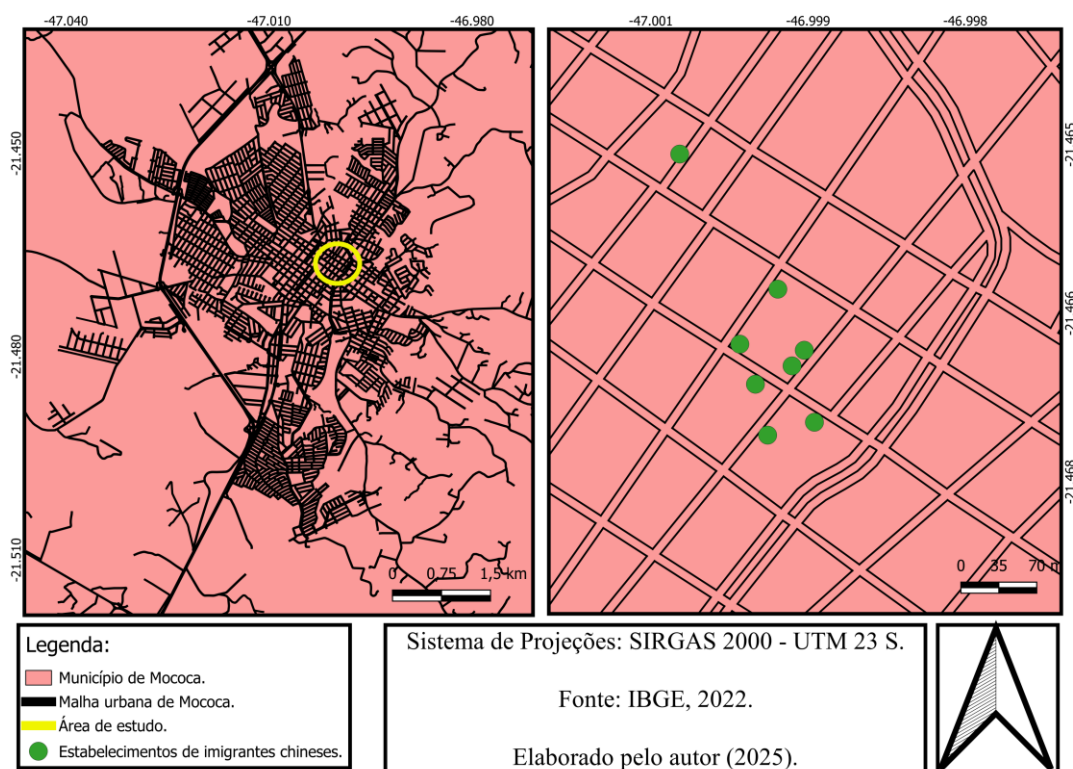 -47.040
-47.010
-46.980
-47.001
-46.999
-46.998
-21.450
-21.480
-21.510
-21.465
-21.466
-21.468
0 0.75 1,5 km
0 35 70 m
Legenda:
Município de Mococa.
Malha urbana de Mococa.
Área de estudo.
Estabelecimentos de imigrantes chineses.
Sistema de Projeções: SIRGAS 2000 - UTM 23 S.
Fonte: IBGE, 2022.
Elaborado pelo autor (2025).